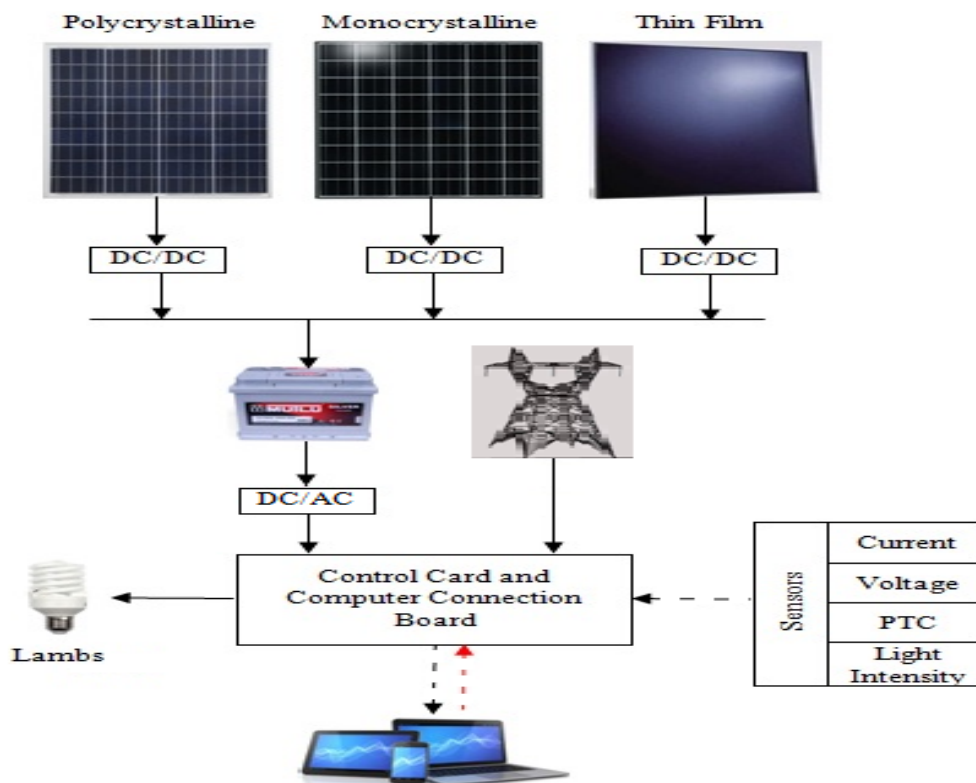 Polycrystalline
Monocrystalline
Thin Film
DC/DC
DC/DC
DC/DC
DC/AC
Control Card and
Computer Connection
Board
Lambs
Sensors
Current
Voltage
PTC
Light
Intensity